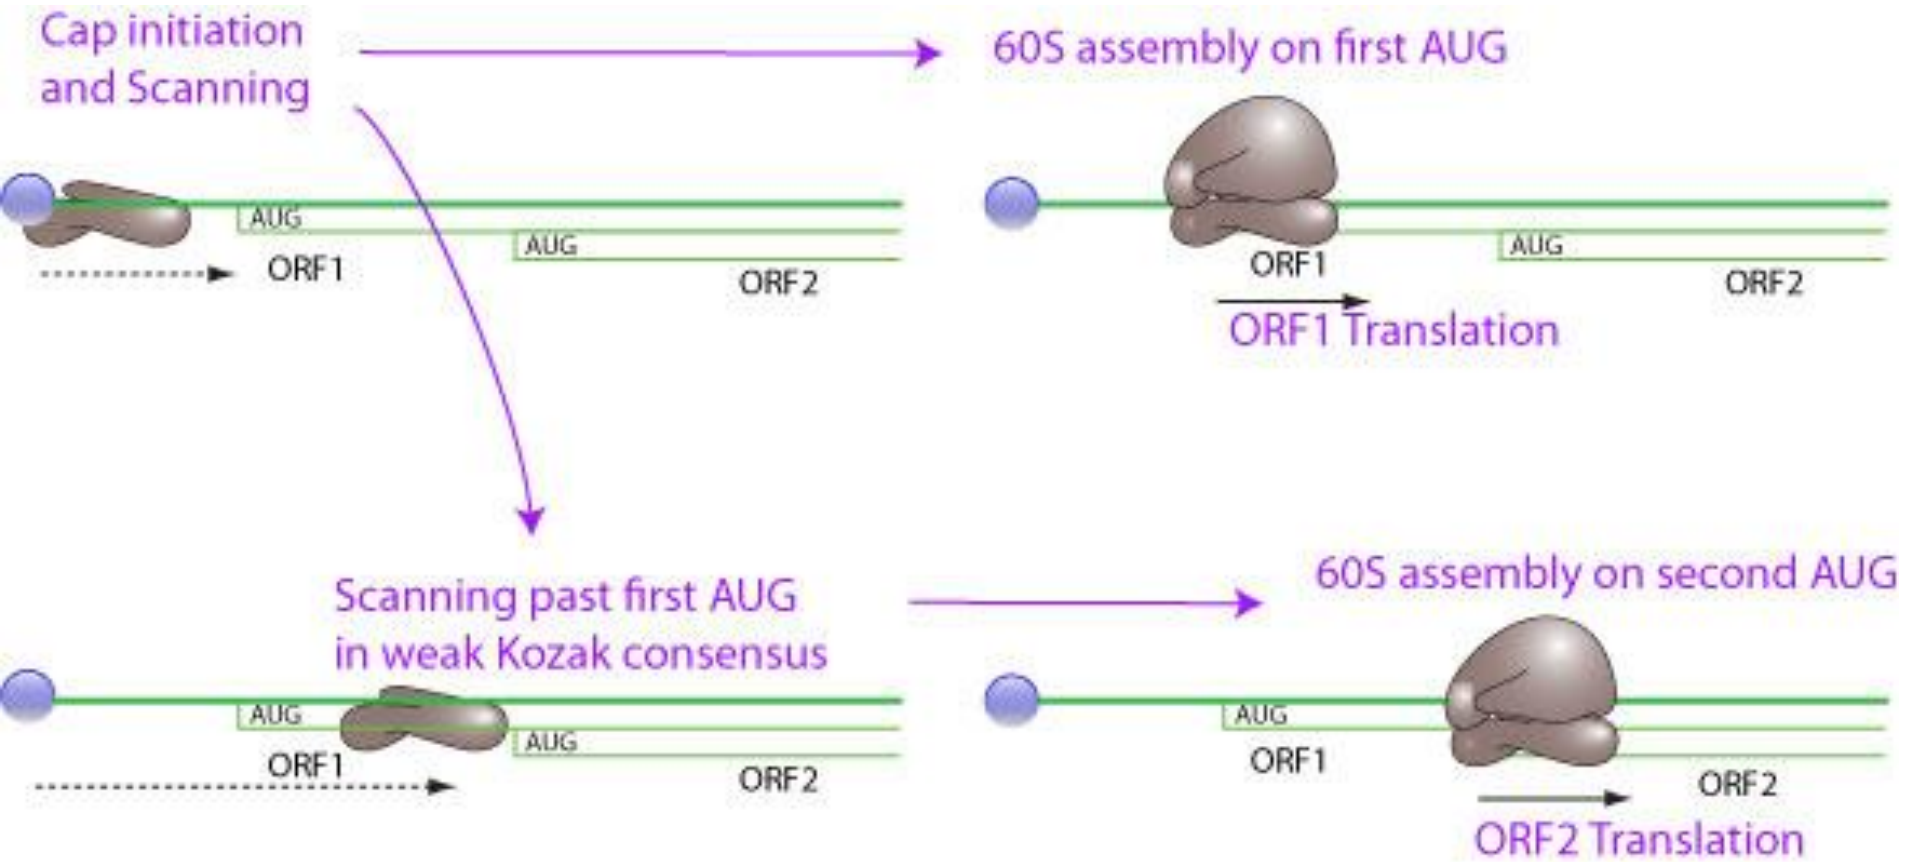 Cap initiation
and Scanning
60S assembly on first AUG
AUG
ORF1
AUG
ORF2
ORF1
AUG
ORF2
ORF1 Translation
Scanning past first AUG
in weak Kozak consensus
60S assembly on second AUG
AUG
ORF1
AUG
ORF2
AUG
ORF1
ORF2
ORF2 Translation